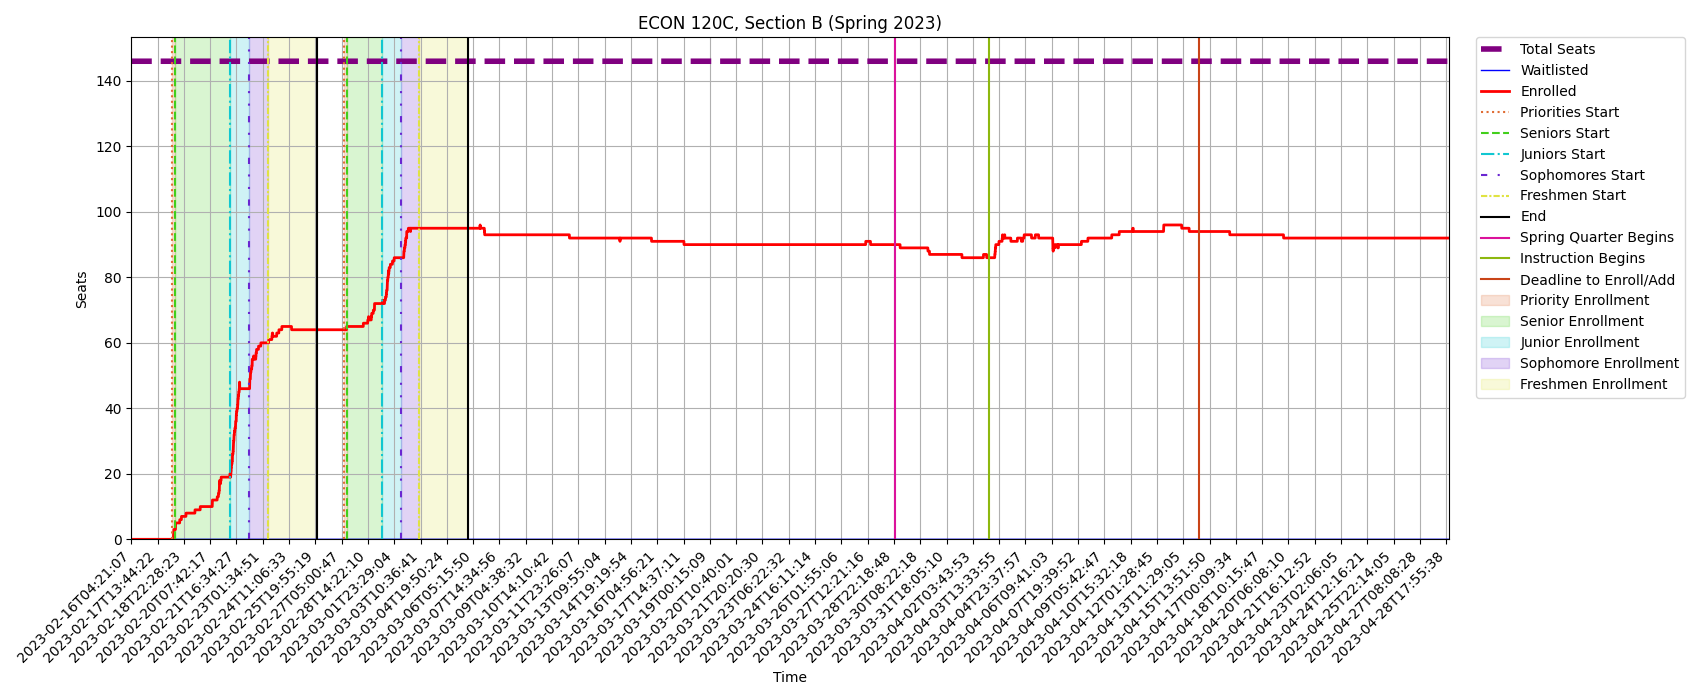 ECON 120C, Section B (Spring 2023)
Seats
140
120
100
80
60
40
20
0
2023-02-16T04:21:07
2023-02-17T13:44:22
2023-02-18T22:28:23
2023-02-20T07:42:17
2023-02-21T16:34:27
2023-02-23T01:34:51
2023-02-24T11:06:33
2023-02-25T19:55:19
2023-02-27T05:00:47
2023-02-28T14:22:10
2023-03-01T23:29:04
2023-03-03T10:36:41
2023-03-04T19:50:24
2023-03-06T05:15:50
2023-03-07T14:34:56
2023-03-09T04:38:32
2023-03-10T14:10:42
2023-03-11T23:26:07
2023-03-13T09:55:04
2023-03-14T19:19:54
2023-03-16T04:56:21
2023-03-17T14:37:11
2023-03-19T00:15:09
2023-03-20T10:40:01
2023-03-21T20:20:30
2023-03-23T06:22:32
2023-03-24T16:11:14
2023-03-26T01:55:06
2023-03-27T12:21:16
2023-03-28T22:18:48
2023-03-30T08:22:18
2023-03-31T18:05:10
2023-04-02T03:43:53
2023-04-03T13:33:55
2023-04-04T23:37:57
2023-04-06T09:41:03
2023-04-07T19:39:52
2023-04-09T05:42:47
2023-04-10T15:32:18
2023-04-12T01:28:45
2023-04-13T11:29:05
2023-04-15T13:51:50
2023-04-17T00:09:34
2023-04-18T10:15:47
2023-04-20T06:08:10
2023-04-21T16:12:52
2023-04-23T02:06:05
2023-04-24T12:16:21
2023-04-25T22:14:05
2023-04-27T08:08:28
2023-04-28T17:55:38
Time
Total Seats
Waitlisted
Enrolled
Priorities Start
Seniors Start
Juniors Start
Sophomores Start
Freshmen Start
End
Spring Quarter Begins
Instruction Begins
Deadline to Enroll/Add
Priority Enrollment
Senior Enrollment
Junior Enrollment
Sophomore Enrollment
Freshmen Enrollment